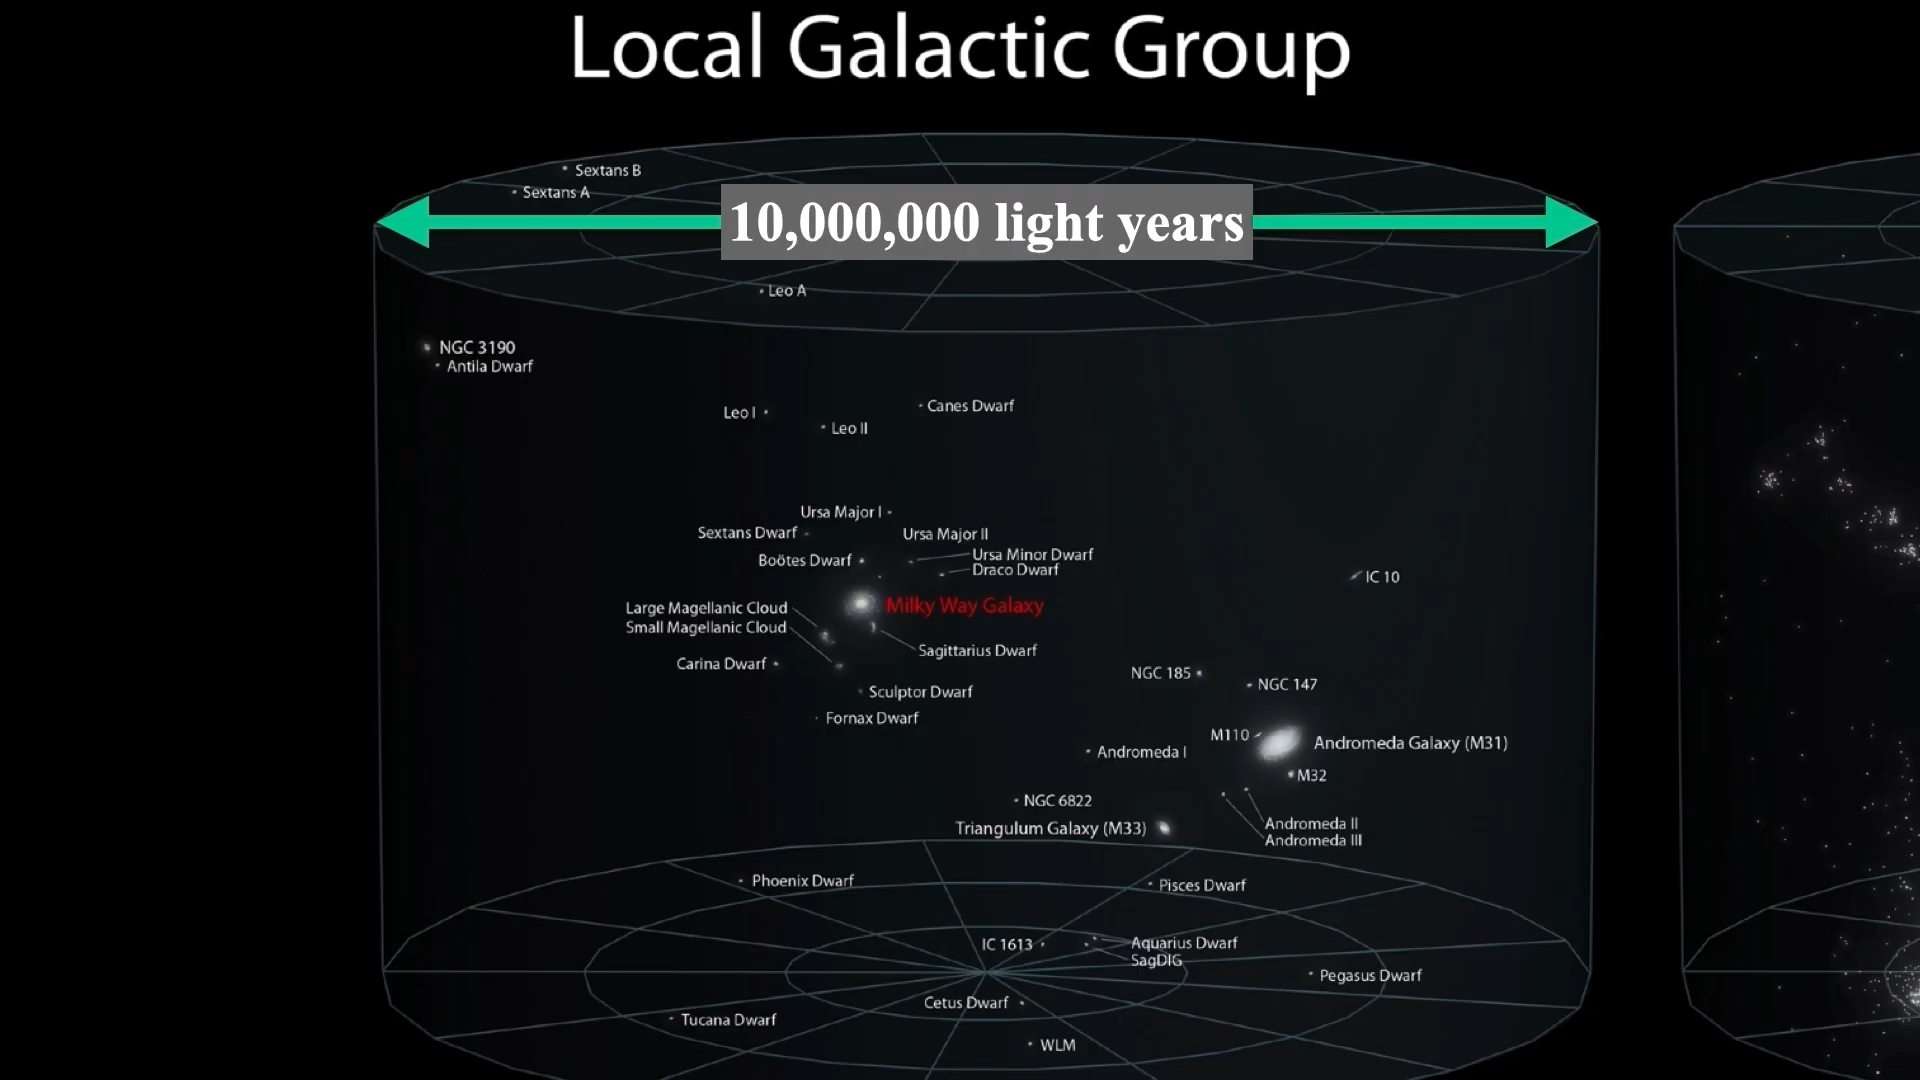 Local Galactic Group
Sextans B
Sextans A
10,000,000 light years
Leo A
NGC 3190
Antila Dwarf
Canes Dwarf
Leo I
Leo II
Ursa Major I
Sextans Dwarf
Ursa Major II
Boötes Dwarf
Ursa Minor Dwarf
Draco Dwarf
IC 10
Milky Way Galaxy
Large Magellanic Cloud
Small Magellanic Cloud
Sagittarius Dwarf
Carina Dwarf
NGC 185
NGC 147
Sculptor Dwarf
Fornax Dwarf
M110
Andromeda Galaxy (M31)
Andromeda I
M32
NGC 6822
Triangulum Galaxy (M33)
Andromeda II
Andromeda III
Phoenix Dwarf
Pisces Dwarf
IC 1613
Aquarius Dwarf
SagDIG
Pegasus Dwarf
Cetus Dwarf
Tucana Dwarf
WLM